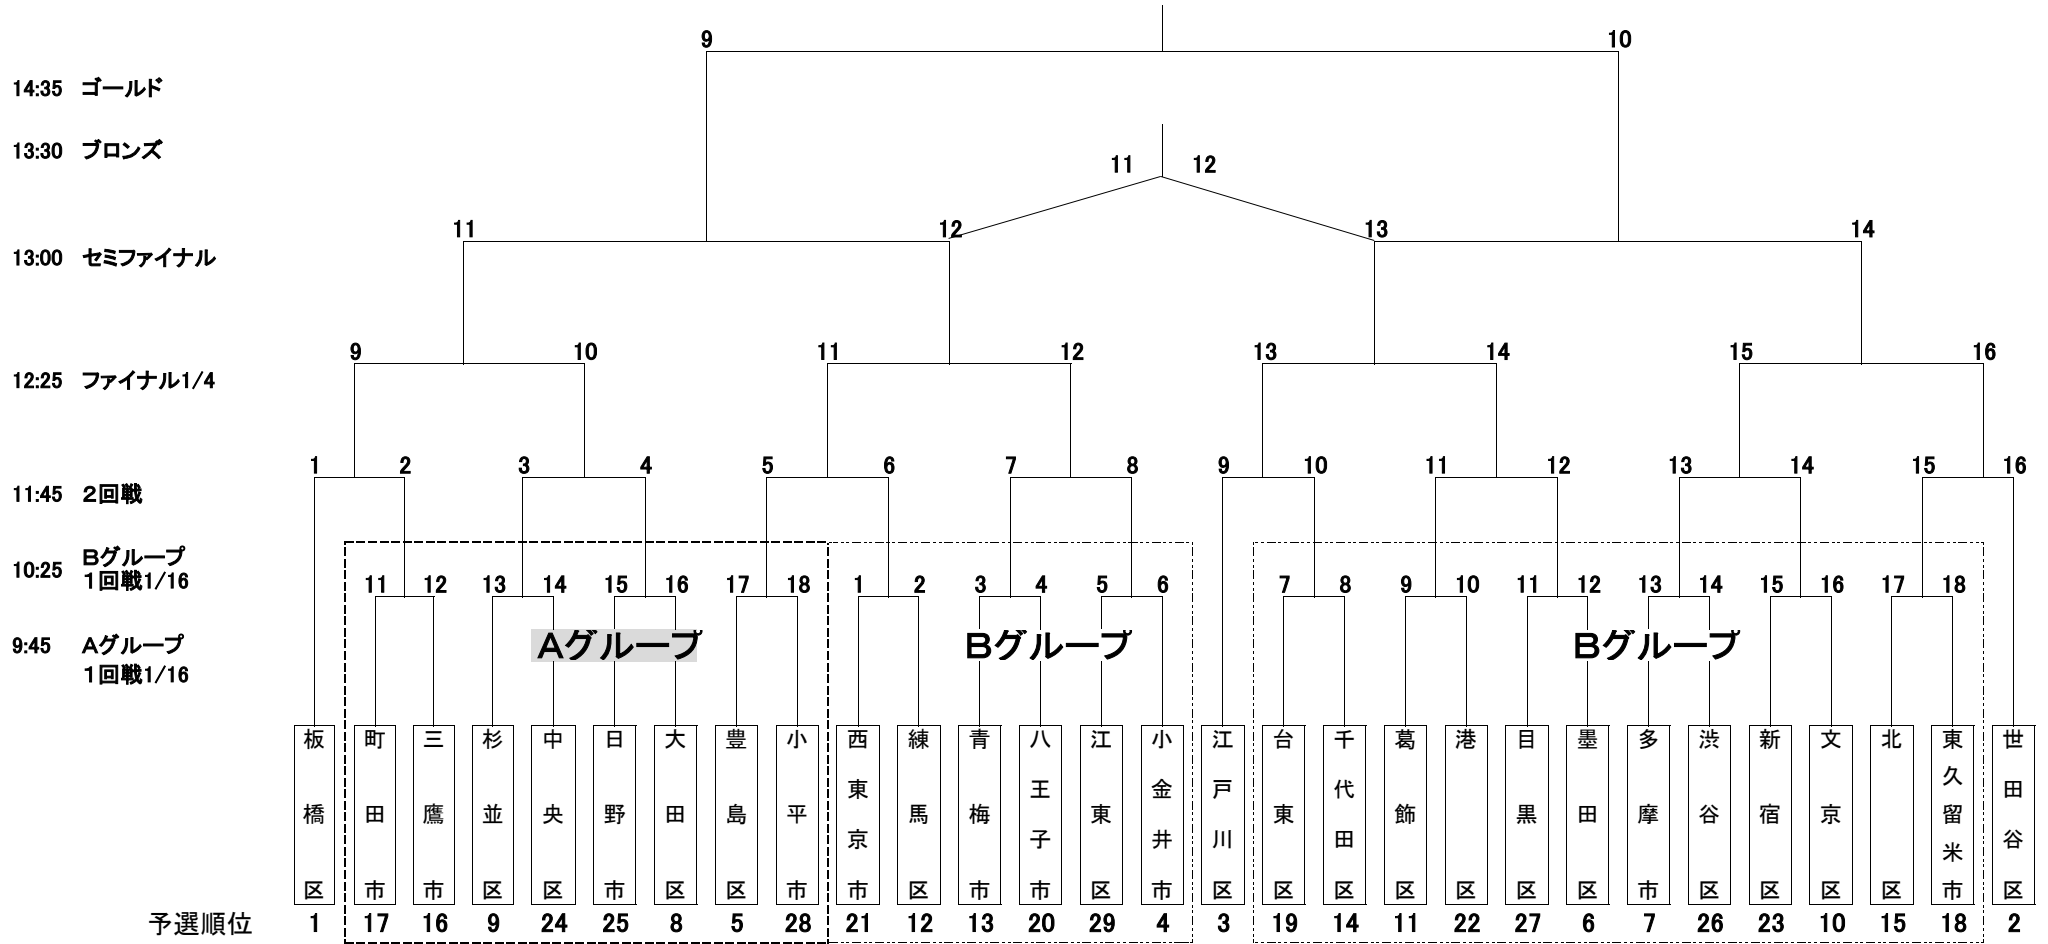 9 10
14:35 ゴールド
13:30 ブロンズ
11 12
11 12 13 14
13:00 セミファイナル
9 10 11 12 13 14 15 16
12:25 ファイナル1/4
1 2 3 4 5 6 7 8 9 10 11 12 13 14 15 16
11:45 2回戦
Bグループ
10:25 1回戦1/16
11 12 13 14 15 16 17 18 1 2 3 4 5 6 7 8 9 10 11 12 13 14 15 16 17 18
9:45 Aグループ
1回戦1/16
Aグループ Bグループ Bグループ
板橋区
町田市
三鷹市
杉並区
中央区
日野市
大田区
豊島区
小平市
西東京市
練馬区
青梅市
八王子市
江東区
小金井市
江戸川区
台東区
千代田区
葛飾区
港区
目黒区
墨田区
多摩市
渋谷区
新宿区
文京区
北区
東久留米市
世田谷区
予選順位 1 17 16 9 24 25 8 5 28 21 12 13 20 29 4 3 19 14 11 22 27 6 7 26 23 10 15 18 2